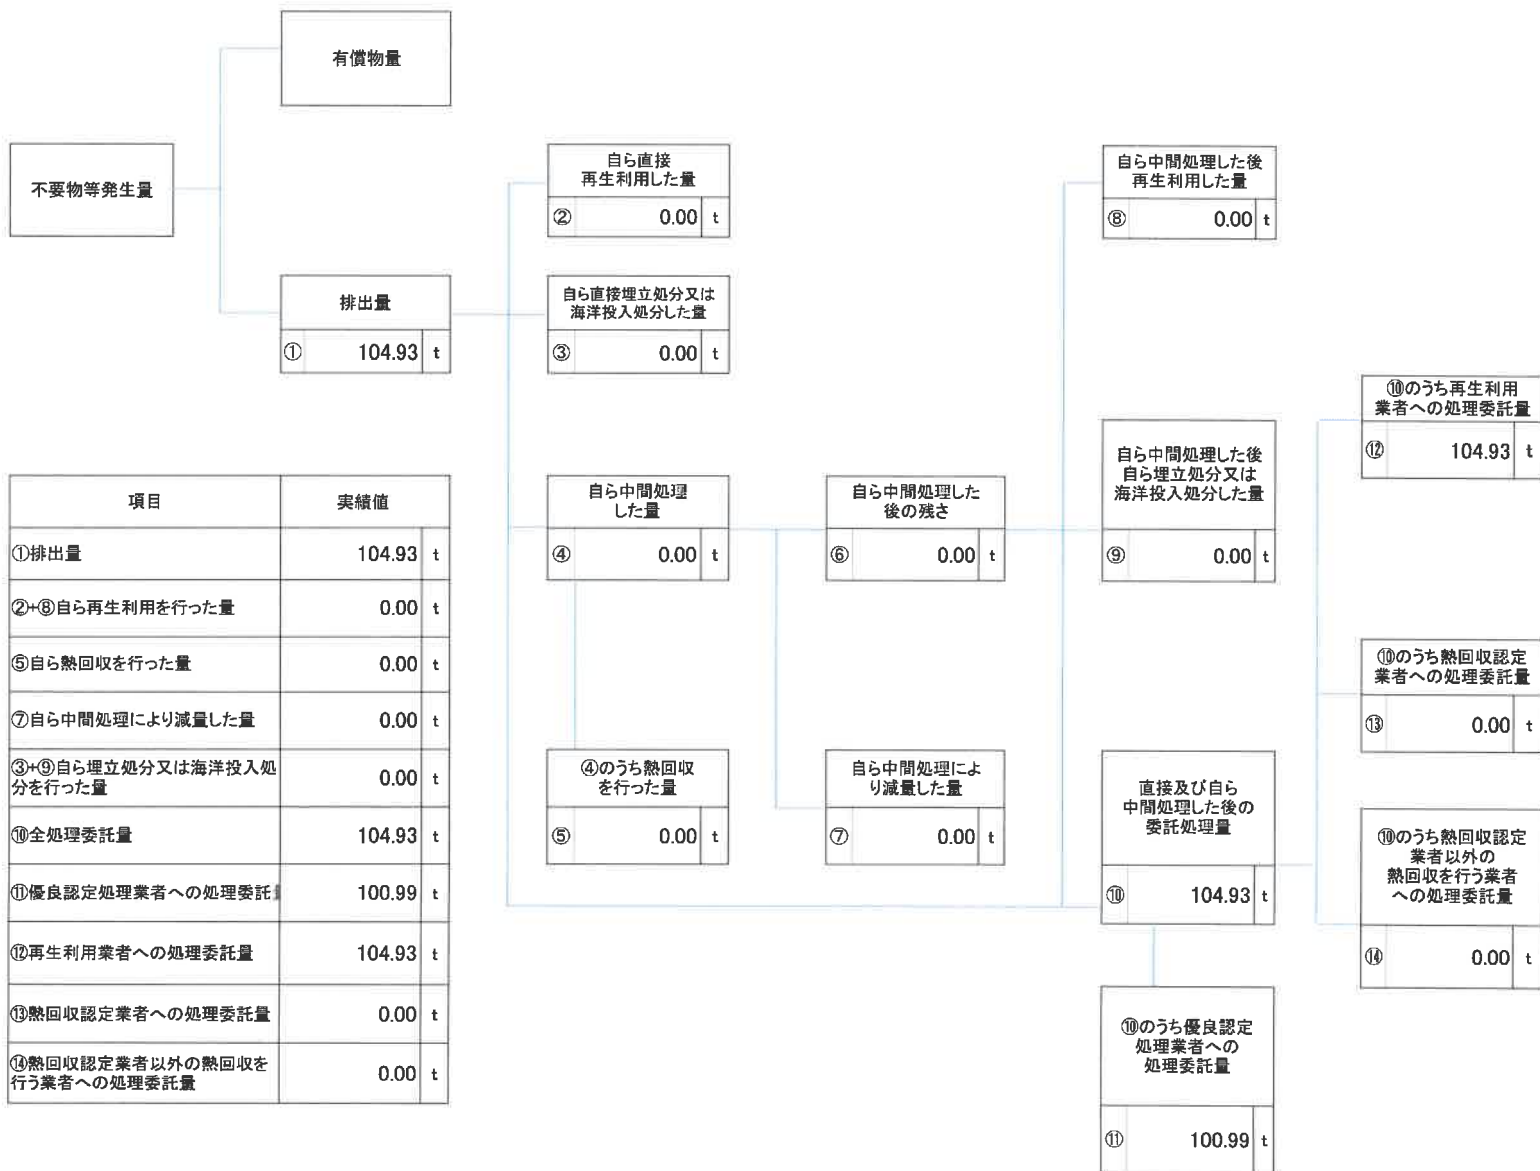 有償物量
不要物等発生量
排出量
① 104.93 t
自ら直接
再生利用した量
② 0.00 t
自ら直接埋立処分又は
海洋投入処分した量
③ 0.00 t
自ら中間処理
した量
④ 0.00 t
④のうち熱回収
を行った量
⑤ 0.00 t
自ら中間処理した
後の残さ
⑥ 0.00 t
自ら中間処理によ
り減量した量
⑦ 0.00 t
自ら中間処理した後
再生利用した量
⑧ 0.00 t
自ら中間処理した後
自ら埋立処分又は
海洋投入処分した量
⑨ 0.00 t
直接及び自ら
中間処理した後の
委託処理量
⑩ 104.93 t
⑩のうち優良認定
処理業者への
処理委託量
⑪ 100.99 t
⑩のうち再生利用
業者への処理委託量
⑫ 104.93 t
⑩のうち熱回収認定
業者への処理委託量
⑬ 0.00 t
⑩のうち熱回収認定
業者以外の
熱回収を行う業者
への処理委託量
⑭ 0.00 t
項目 実績値
①排出量 104.93 t
②+⑧自ら再生利用を行った量 0.00 t
⑤自ら熱回収を行った量 0.00 t
⑦自ら中間処理により減量した量 0.00 t
③+⑨自ら埋立処分又は海洋投入処
分を行った量 0.00 t
⑩全処理委託量 104.93 t
⑪優良認定処理業者への処理委託 100.99 t
⑫再生利用業者への処理委託量 104.93 t
⑬熱回収認定業者への処理委託量 0.00 t
⑭熱回収認定業者以外の熱回収を
行う業者への処理委託量 0.00 t